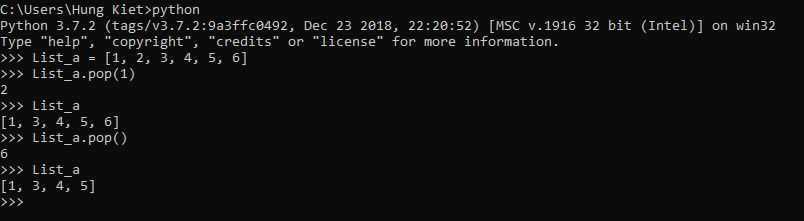 C:\Users\Hung Kiet>python
Python 3.7.2 (tags/v3.7.2:9a3ffc0492, Dec 23 2018, 22:20:52) [MSC v.1916 32 bit (Intel)] on win32
Type "help", "copyright", "credits" or "license" for more information.
>>> List_a = [1, 2, 3, 4, 5, 6]
>>> List_a.pop(1)
2
>>> List_a
[1, 3, 4, 5, 6]
>>> List_a.pop()
6
>>> List_a
[1, 3, 4, 5]
>>>